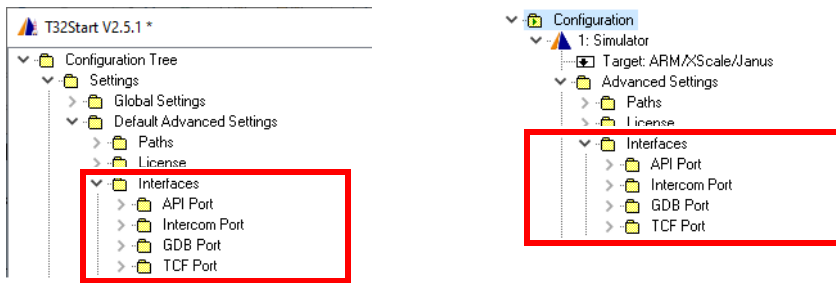 T32Start V2.5.1 *
Configuration Tree
Settings
Global Settings
Default Advanced Settings
Paths
License
Interfaces
API Port
Intercom Port
GDB Port
TCF Port
Configuration
1: Simulator
Target: ARM/XScale/Janus
Advanced Settings
Paths
License
Interfaces
API Port
Intercom Port
GDB Port
TCF Port